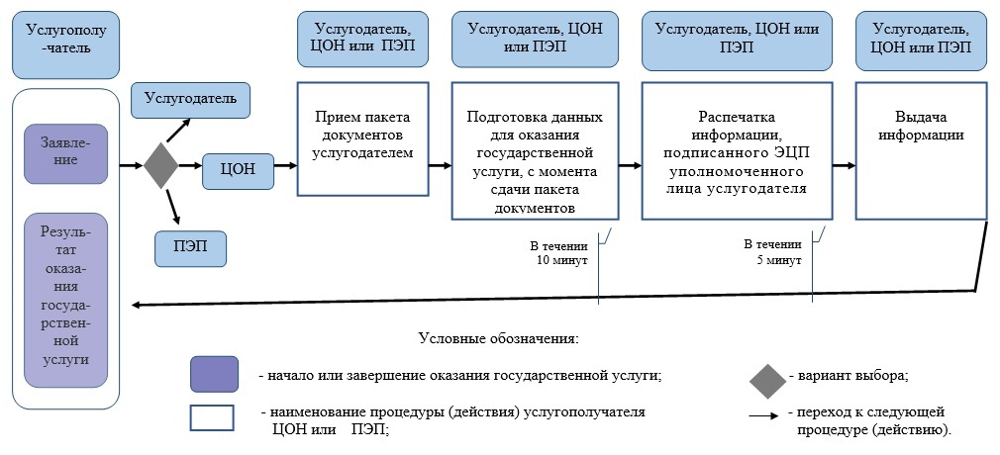 Услугополу
-чатель
Услугодатель,
ЦОН или ПЭП
Услугодатель, ЦОН
или ПЭП
Услугодатель, ЦОН или
ПЭП
Услугодатель,
ЦОН или ПЭП
Заявле-
ние
Резуль-
тат
оказа-
ния
госуда-
рствен-
ной
услуги
Услугодатель
ЦОН
ПЭП
Прием пакета
документов
услугодателем
Подготовка данных
для оказания
государственной
услуги, с момента
сдачи пакета
документов
Распечатка
информации,
подписанного ЭЦП
уполномоченного
лица услугодателя
Выдача
информации
В течении
10 минут
В течении
5 минут
Условные обозначения:
- начало или завершение оказания государственной услуги;
- вариант выбора;
- наименование процедуры (действия) услугополучателя
ЦОН или ПЭП;
- переход к следующей
процедуре (действию).